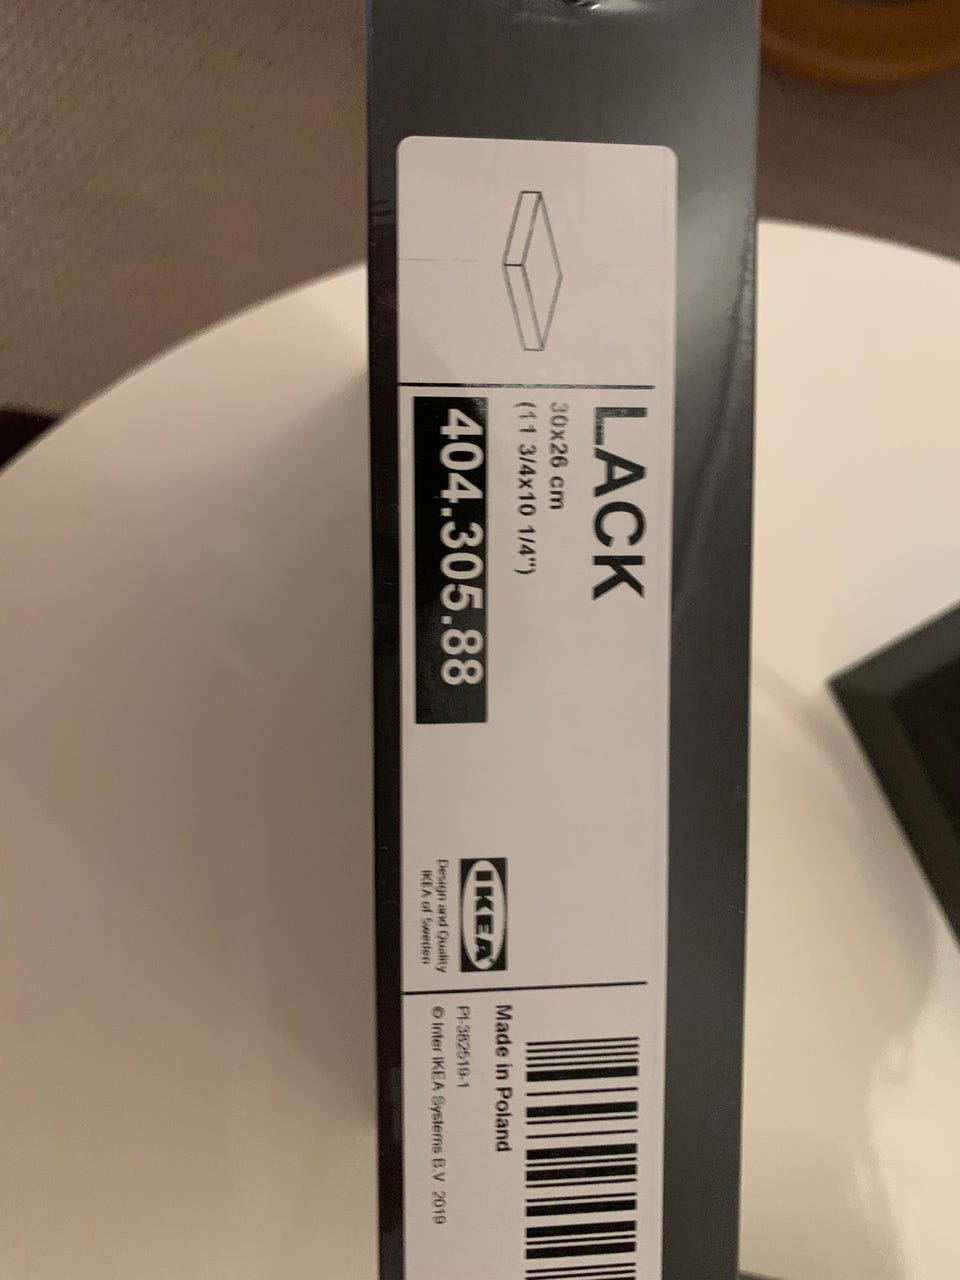 LACK
30x26 cm
(11 3/4x10 1/4")
404.305.88
IKEA
Design and Quality
IKEA of Sweden
Made in Poland
PI-382519-1
© Inter IKEA Systems B.V. 2019